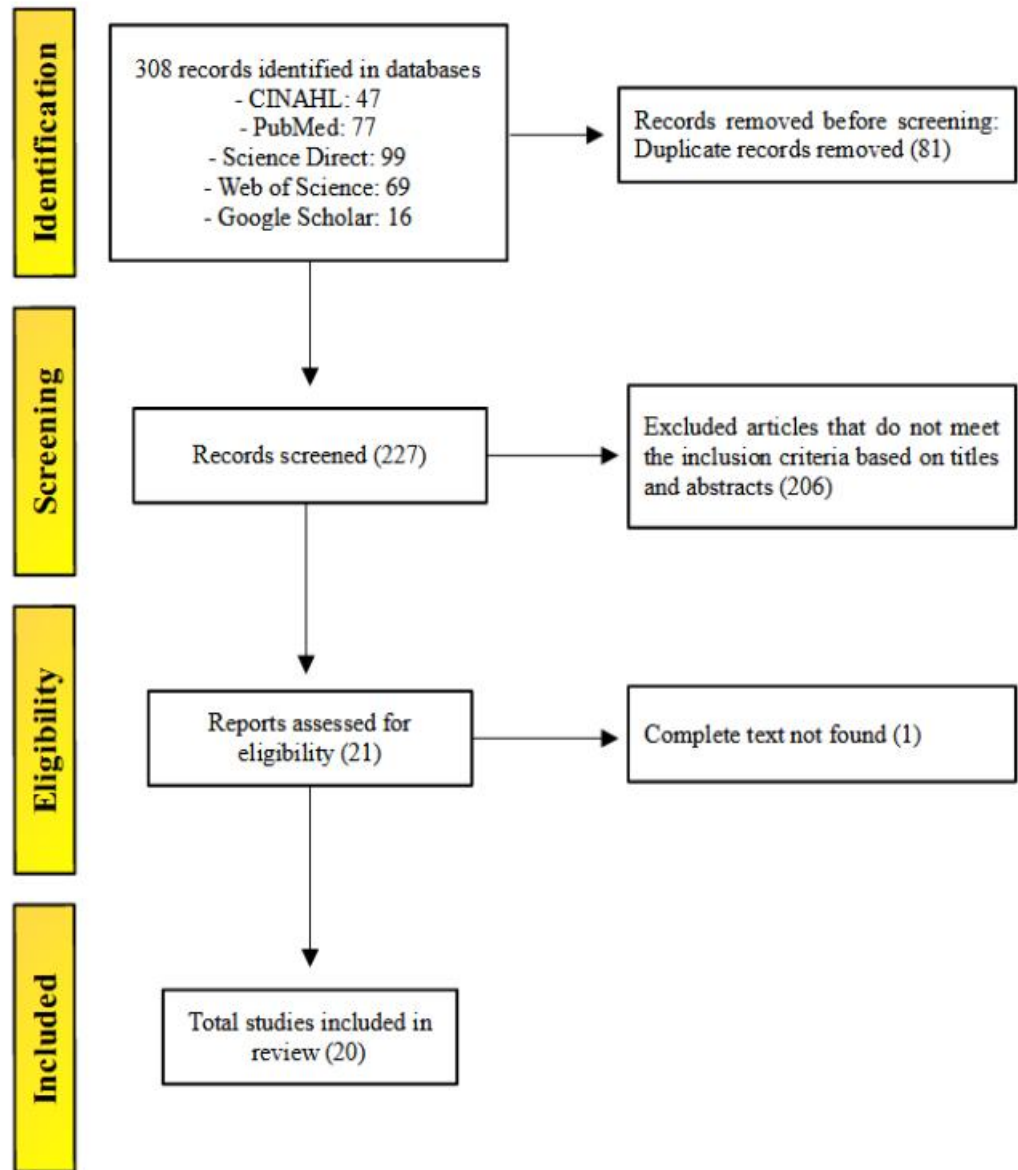 Identification
308 records identified in databases
- CINAHL: 47
- PubMed: 77
- Science Direct: 99
- Web of Science: 69
- Google Scholar: 16
Records removed before screening:
Duplicate records removed (81)
Screening
Records screened (227)
Excluded articles that do not meet
the inclusion criteria based on titles
and abstracts (206)
Eligibility
Reports assessed for
eligibility (21)
Complete text not found (1)
Included
Total studies included in
review (20)